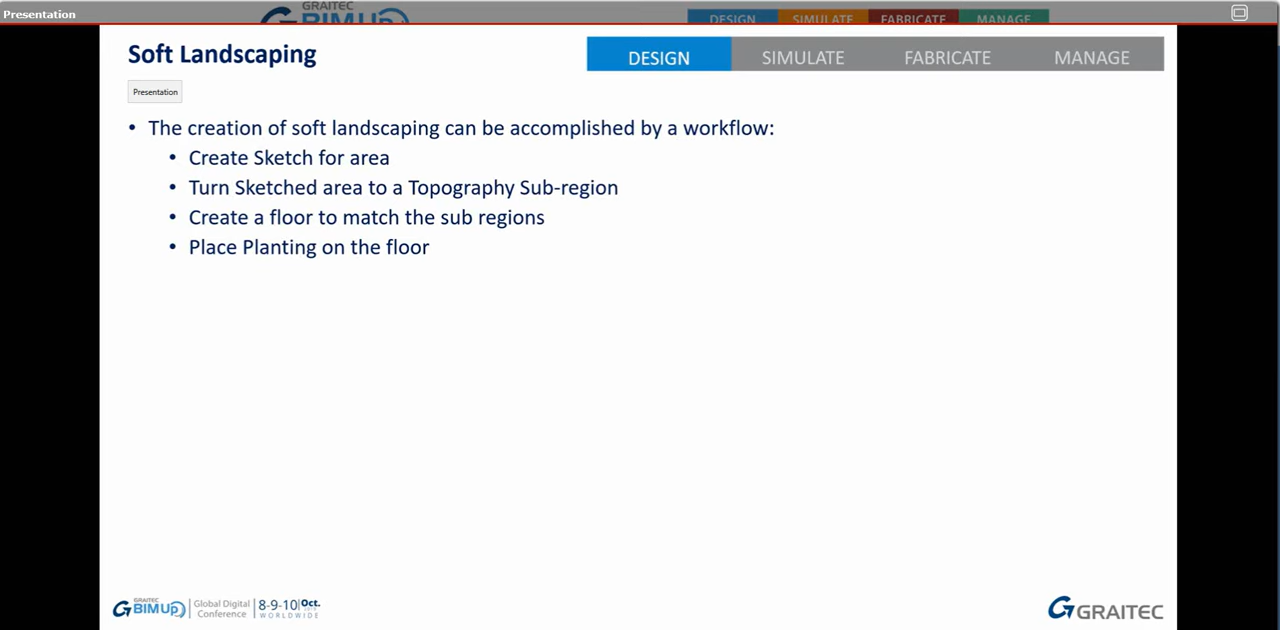 Presentation
GRAITEC
BIMUP
DESIGN SIMULATE FABRICATE MANAGE
Soft Landscaping
DESIGN SIMULATE FABRICATE MANAGE
Presentation
• The creation of soft landscaping can be accomplished by a workflow:
• Create Sketch for area
• Turn Sketched area to a Topography Sub-region
• Create a floor to match the sub regions
• Place Planting on the floor
GRAITEC
BIMUP
Global Digital
Conference
8-9-10 Oct.
WORLDWIDE
GRAITEC